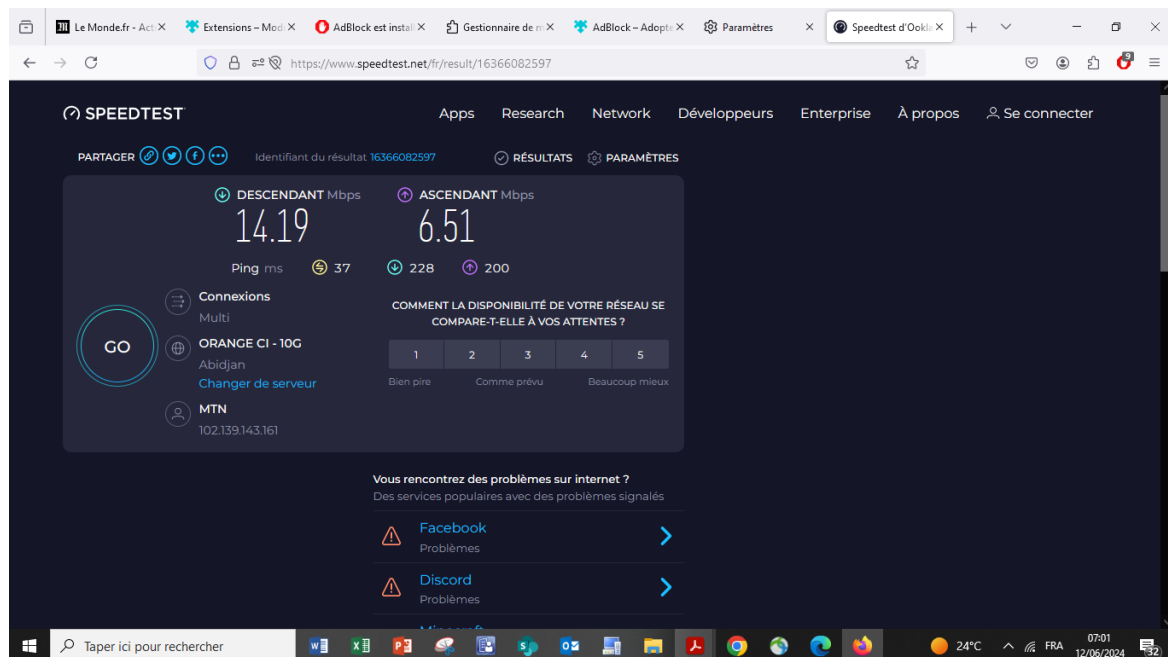 Le Monde.fr - Act
Extensions – Mod
AdBlock est install
Gestionnaire de m
AdBlock – Adopte
Paramètres
Speedtest d'Ookla
https://www.speedtest.net/fr/result/16366082597
9
SPEEDTEST
Apps
Research
Network
Développeurs
Enterprise
À propos
Se connecter
PARTAGER
Identifiant du résultat 16366082597
RÉSULTATS
PARAMÈTRES
DESCENDANT Mbps
14.19
ASCENDANT Mbps
6.51
Ping ms 37 228 200
Connexions
Multi
GO
ORANGE CI - 10G
Abidjan
Changer de serveur
MTN
102.139.143.161
COMMENT LA DISPONIBILITÉ DE VOTRE RÉSEAU SE
COMPARE-T-ELLE À VOS ATTENTES ?
1 2 3 4 5
Bien pire Comme prévu Beaucoup mieux
Vous rencontrez des problèmes sur internet ?
Des services populaires avec des problèmes signalés
Facebook
Problèmes
Discord
Problèmes
Taper ici pour rechercher
24°C
FRA
07:01
12/06/2024
32